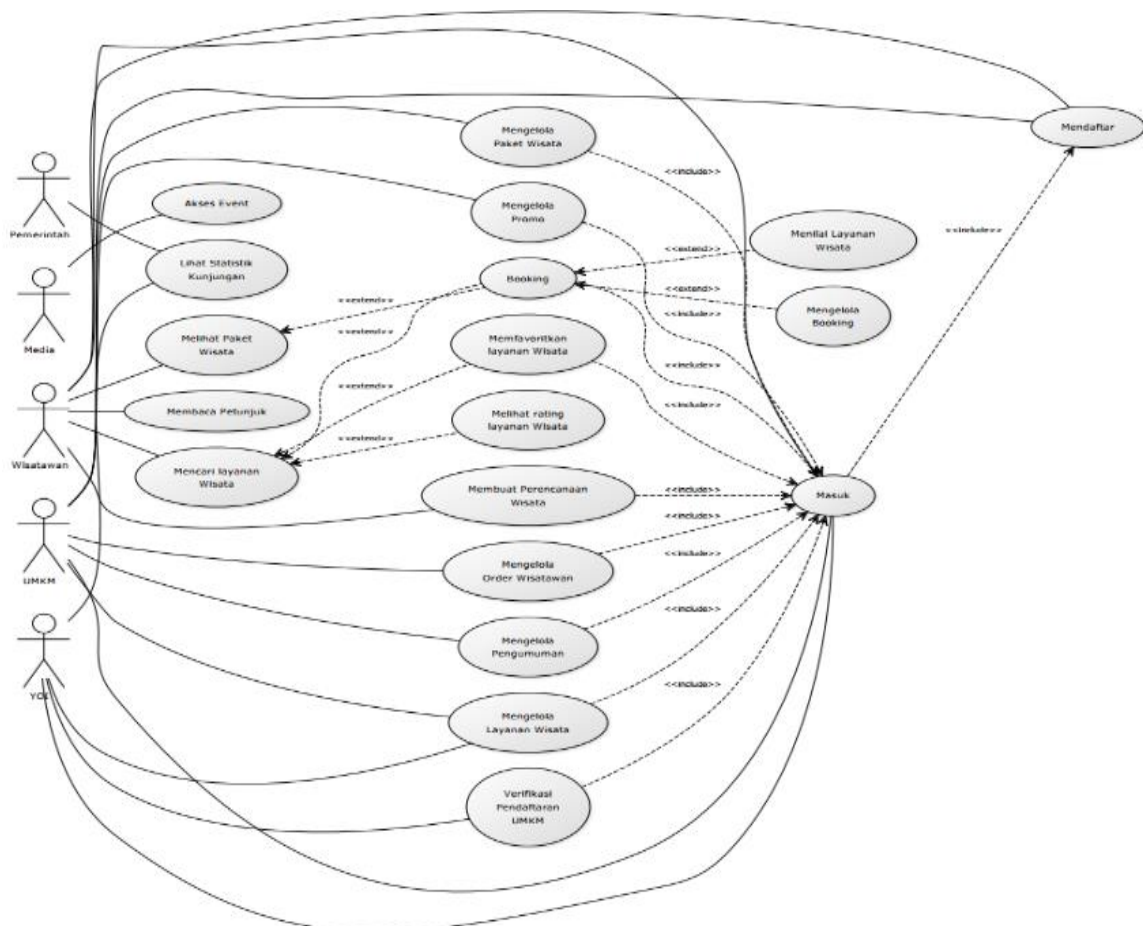 Mendaftar
Mengelola
Paket Wisata
<<include>>
Akses Event
Mengelola
Promo
Menilai Layanan
Wisata
<<include>>
Pemerintah
<<extend>>
Lihat Statistik
Kunjungan
Booking
<<extend>>
<<extend>>
<<include>>
Mengelola
Booking
<<extend>>
Media
Melihat Paket
Wisata
Memfavoritkan
layanan Wisata
<<include>>
<<extend>>
<<include>>
Membaca Petunjuk
Melihat rating
layanan Wisata
<<extend>>
Wisatawan
Mencari layanan
Wisata
Membuat Perencanaan
Wisata
<<include>>
Masuk
<<include>>
<<include>>
UMKM
Mengelola
Order Wisatawan
<<include>>
Mengelola
Pengumuman
<<include>>
Mengelola
Layanan Wisata
Verifikasi
Pendaftaran
UMKM